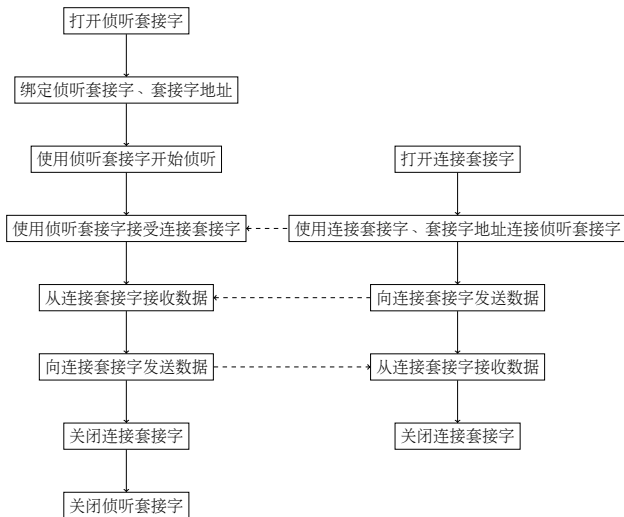 打开侦听套接字
绑定侦听套接字、套接字地址
使用侦听套接字开始侦听
打开连接套接字
使用侦听套接字接受连接套接字
使用连接套接字、套接字地址连接侦听套接字
从连接套接字接收数据
向连接套接字发送数据
向连接套接字发送数据
从连接套接字接收数据
关闭连接套接字
关闭连接套接字
关闭侦听套接字